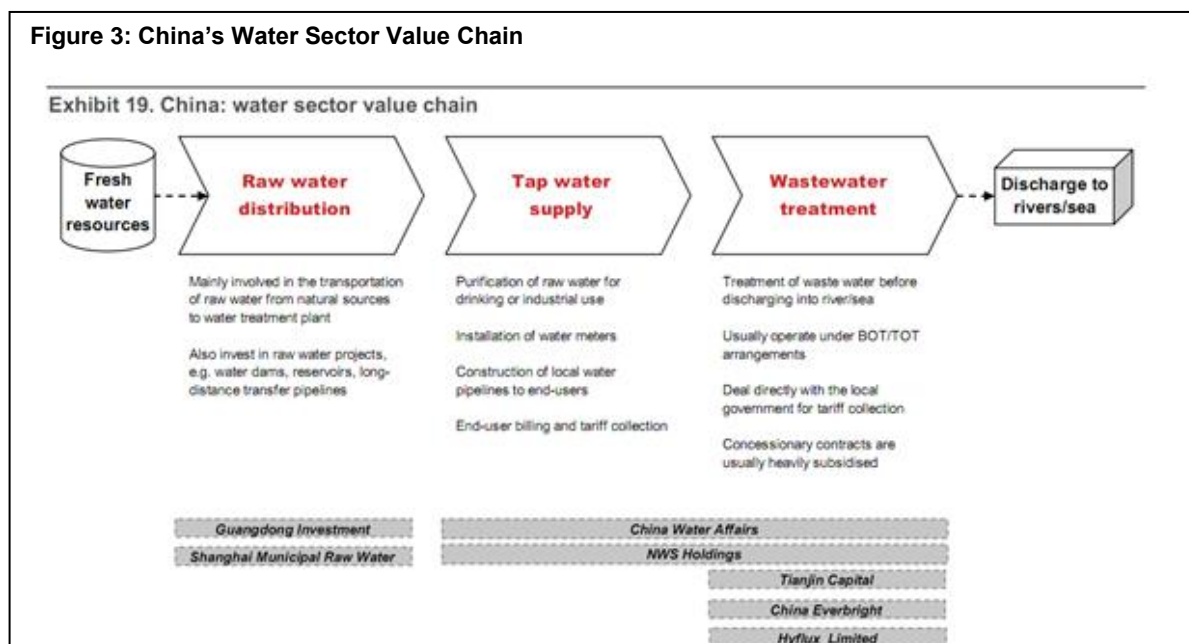 Figure 3: China's Water Sector Value Chain
Exhibit 19. China: water sector value chain
Fresh
water
resources
Raw water
distribution
Tap water
supply
Wastewater
treatment
Discharge to
rivers/sea
Mainly involved in the transportation
of raw water from natural sources
to water treatment plant
Also invest in raw water projects,
e.g. water dams, reservoirs, long-
distance transfer pipelines
Purification of raw water for
drinking or industrial use
Installation of water meters
Construction of local water
pipelines to end-users
End-user billing and tariff collection
Treatment of waste water before
discharging into river/sea
Usually operate under BOT/TOT
arrangements
Deal directly with the local
government for tariff collection
Concessionary contracts are
usually heavily subsidised
Guangdong Investment
Shanghai Municipal Raw Water
China Water Affairs
NWS Holdings
Tianjin Capital
China Everbright
Hyflux Limited